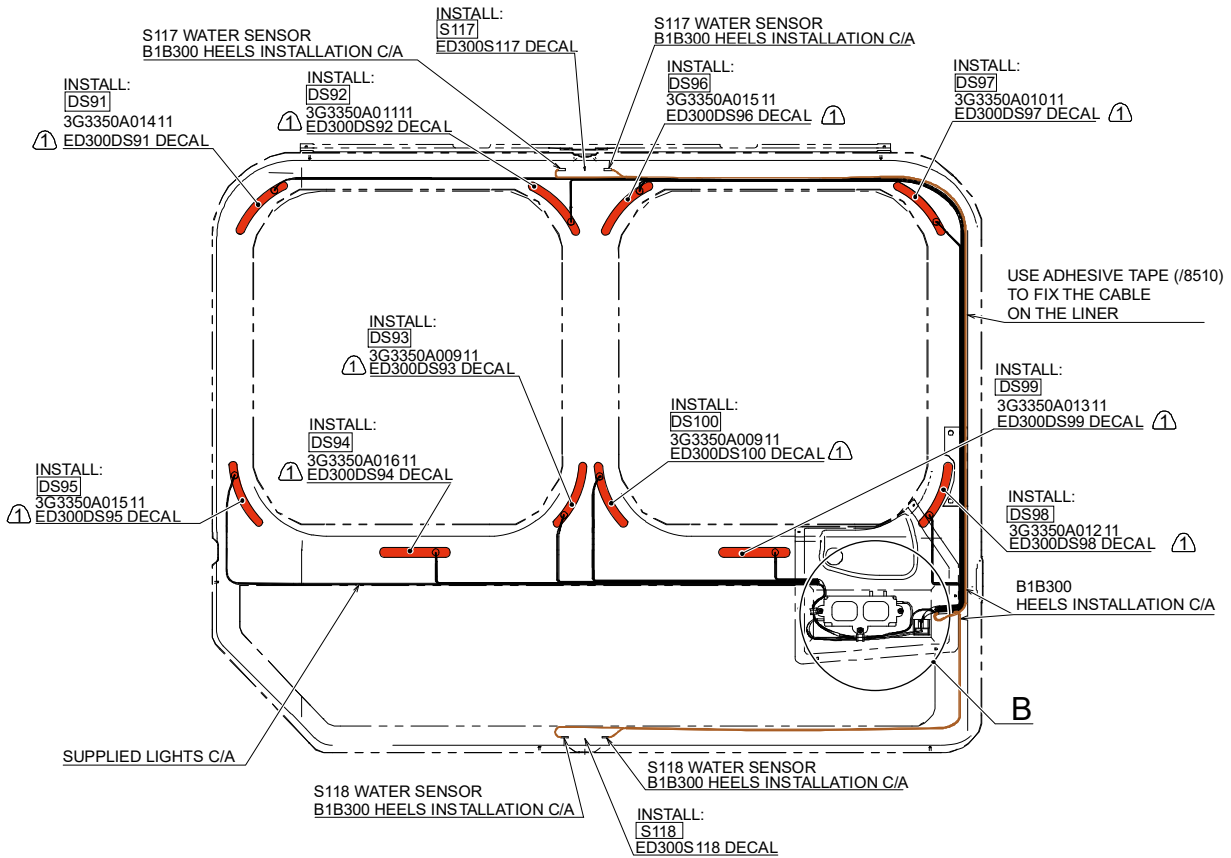 S117 WATER SENSOR
B1B300 HEELS INSTALLATION C/A
INSTALL:
S117
ED300S117 DECAL
S117 WATER SENSOR
B1B300 HEELS INSTALLATION C/A
INSTALL:
DS91
3G3350A01411
1 ED300DS91 DECAL
INSTALL:
DS92
3G3350A01111
1 ED300DS92 DECAL
INSTALL:
DS96
3G3350A01511
ED300DS96 DECAL 1
INSTALL:
DS97
3G3350A01011
ED300DS97 DECAL 1
USE ADHESIVE TAPE (/8510)
TO FIX THE CABLE
ON THE LINER
INSTALL:
DS93
3G3350A00911
1 ED300DS93 DECAL
INSTALL:
DS99
3G3350A01311
ED300DS99 DECAL 1
INSTALL:
DS94
3G3350A01611
1 ED300DS94 DECAL
INSTALL:
DS100
3G3350A00911
ED300DS100 DECAL 1
INSTALL:
DS95
3G3350A01511
1 ED300DS95 DECAL
INSTALL:
DS98
3G3350A01211
ED300DS98 DECAL 1
B1B300
HEELS INSTALLATION C/A
B
SUPPLIED LIGHTS C/A
S118 WATER SENSOR
B1B300 HEELS INSTALLATION C/A
S118 WATER SENSOR
B1B300 HEELS INSTALLATION C/A
INSTALL:
S118
ED300S118 DECAL